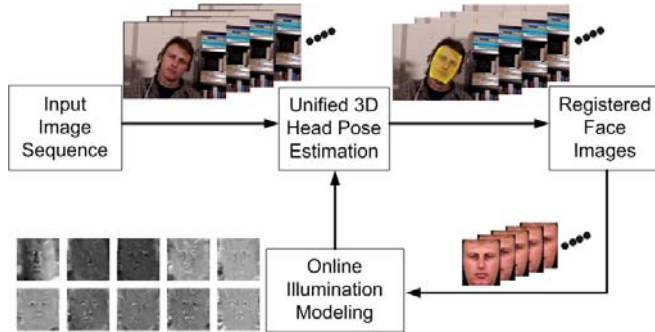 Input
Image
Sequence
Unified 3D
Head Pose
Estimation
Registered
Face
Images
Online
Illumination
Modeling